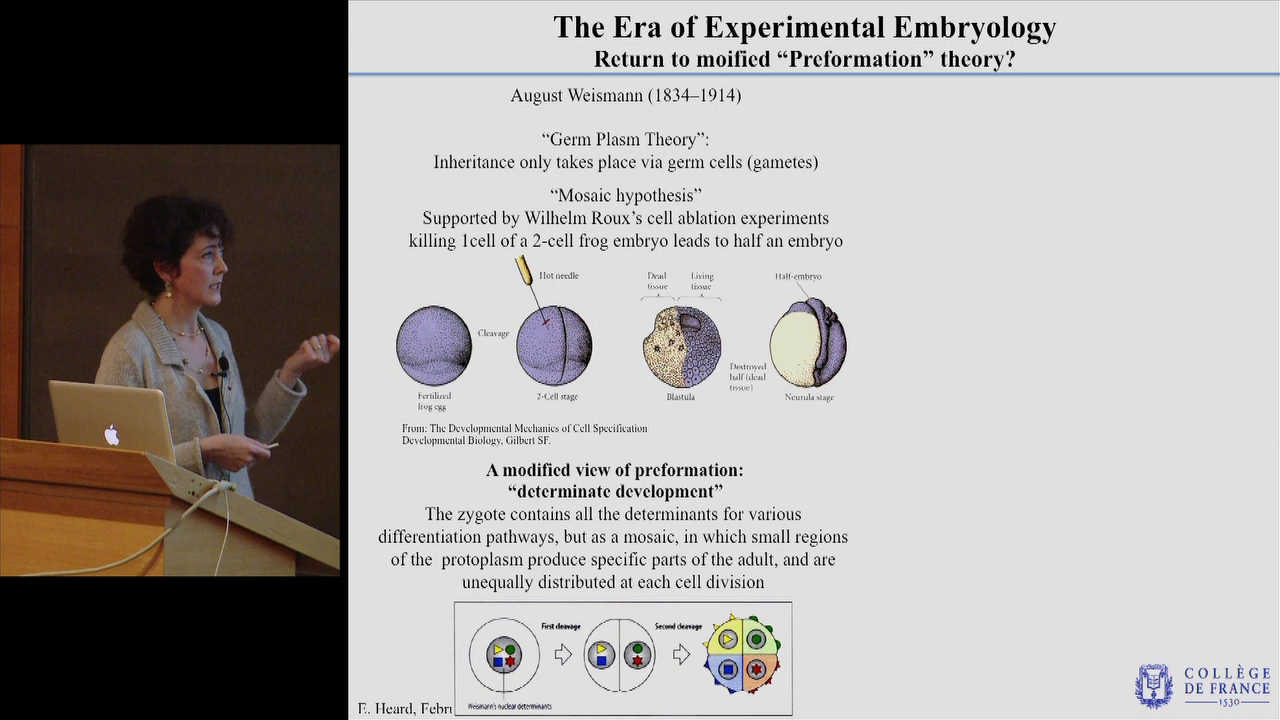 The Era of Experimental Embryology
Return to moified “Preformation” theory?
August Weismann (1834–1914)
“Germ Plasm Theory”:
Inheritance only takes place via germ cells (gametes)
“Mosaic hypothesis”
Supported by Wilhelm Roux’s cell ablation experiments
killing 1cell of a 2-cell frog embryo leads to half an embryo
Hot needle
Dead
tissue
Living
tissue
Half-embryo
Cleavage
Destroyed
half (dead
tissue)
Fertilized
frog egg
2-Cell stage
Blastula
Neurula stage
From: The Developmental Mechanics of Cell Specification
Developmental Biology, Gilbert SF.
A modified view of preformation:
“determinate development”
The zygote contains all the determinants for various
differentiation pathways, but as a mosaic, in which small regions
of the protoplasm produce specific parts of the adult, and are
unequally distributed at each cell division
First cleavage
Second cleavage
Weismann's nuclear determinants
E. Heard, Febru
COLLÈGE
DE FRANCE
1530